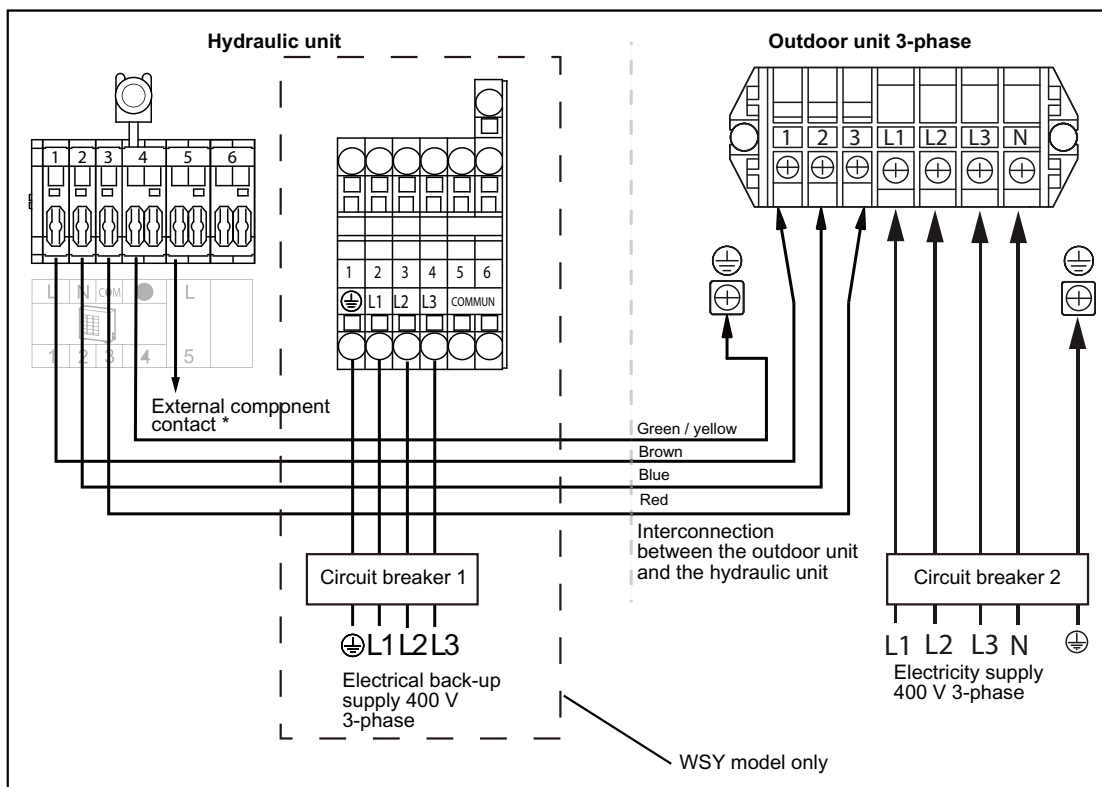 Hydraulic unit
Outdoor unit 3-phase
1 2 3 4 5 6
L N COM L
1 2 3 4 5
External component
contact *
1 2 3 4 5 6
L1 L2 L3 COMMUN
1 2 3 L1 L2 L3 N
Green / yellow
Brown
Blue
Red
Interconnection
between the outdoor unit
and the hydraulic unit
Circuit breaker 1
L1 L2 L3
Electrical back-up
supply 400 V
3-phase
Circuit breaker 2
L1 L2 L3 N
Electricity supply
400 V 3-phase
WSY model only